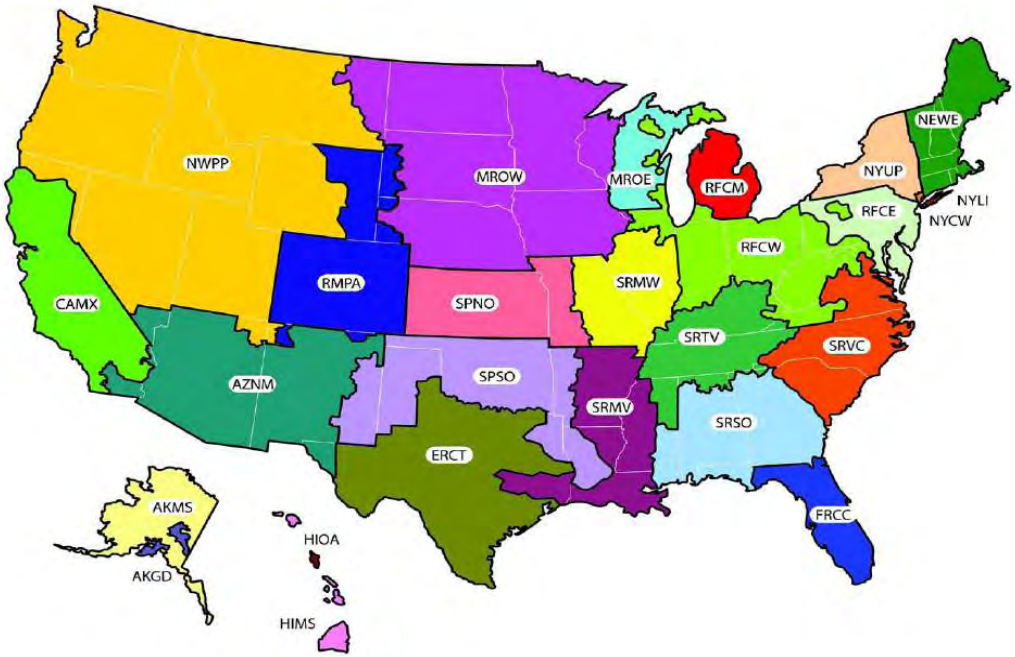 NEWE
NWPP
NYUP
MROW
MROE
RFCM
NYLI
RFCE
NYCW
RFCW
RMPA
SRMW
CAMX
SPNO
SRTV
SRVC
AZNM
SPSO
SRMV
SRSO
ERCT
AKMS
FRCC
HIOA
AKGD
HIMS